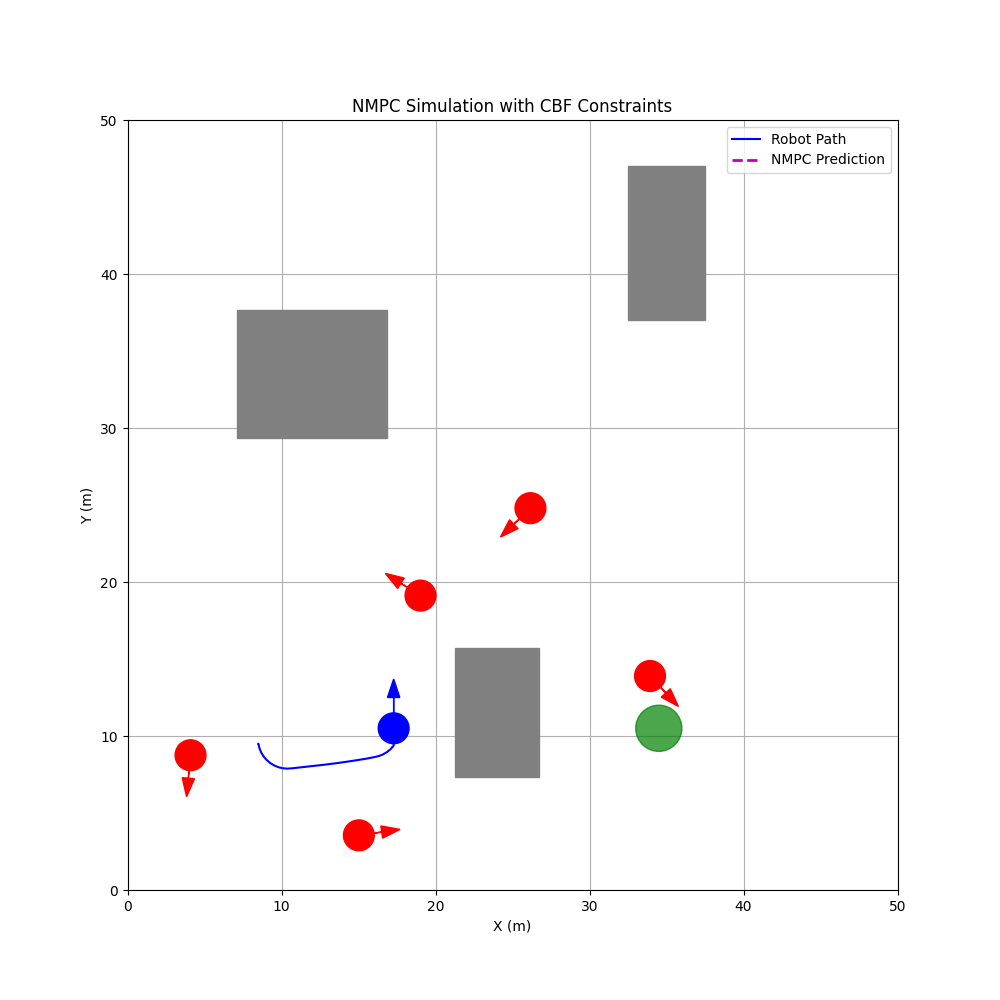 NMPC Simulation with CBF Constraints
Robot Path
NMPC Prediction
50
40
30
20
10
0
Y (m)
0 10 20 30 40 50
X (m)